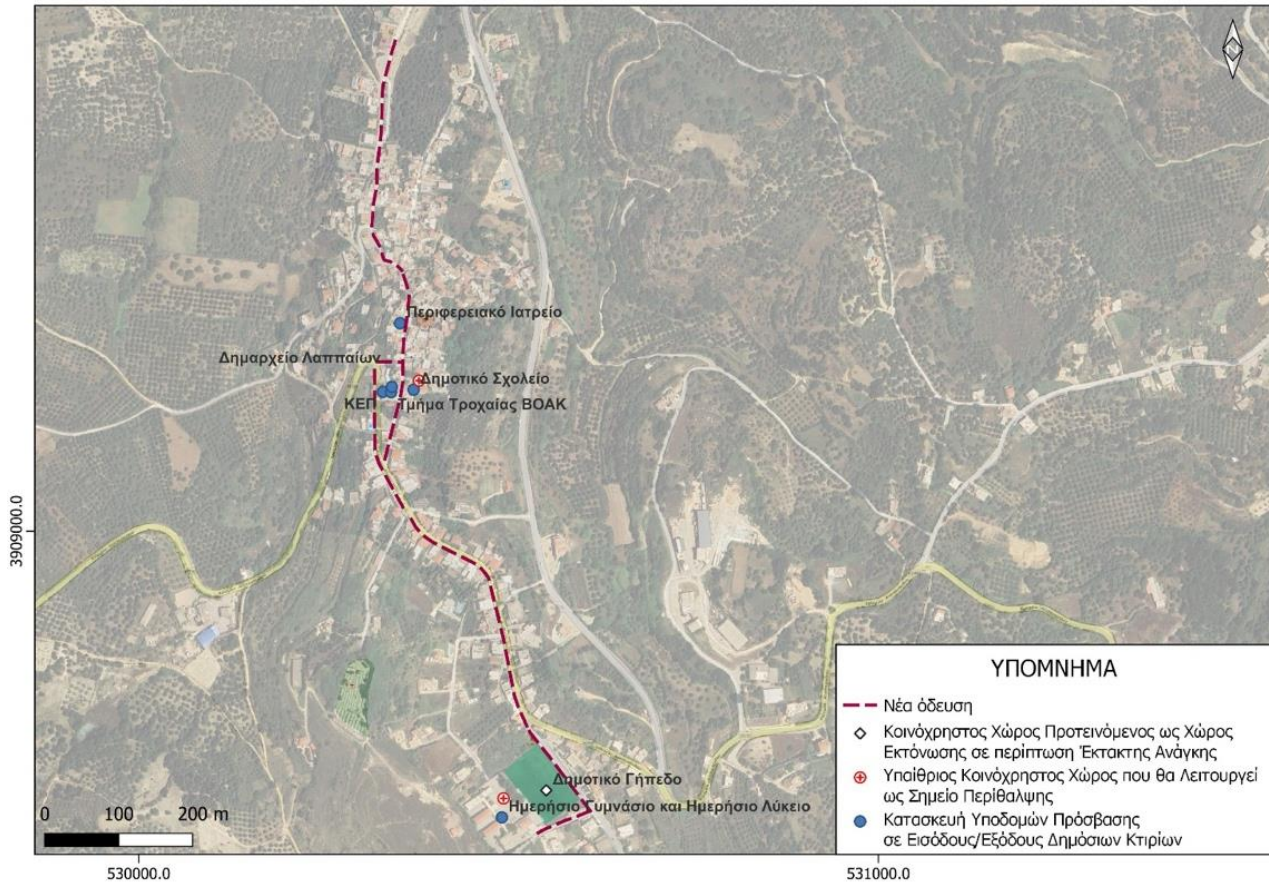 N
Περιφερειακό Ιατρείο
Δημαρχείο Λαππαίων
Δημοτικό Σχολείο
ΚΕΠ
Τμήμα Τροχαίας ΒΟΑΚ
3909000.0
Δημοτικό Γήπεδο
Ημερήσιο Γυμνάσιο και Ημερήσιο Λύκειο
0 100 200 m
530000.0
531000.0
ΥΠΟΜΝΗΜΑ
Νέα όδευση
Κοινόχρηστος Χώρος Προτεινόμενος ως Χώρος
Εκτόνωσης σε περίπτωση Έκτακτης Ανάγκης
Υπαίθριος Κοινόχρηστος Χώρος που θα Λειτουργεί
ως Σημείο Περίθαλψης
Κατασκευή Υποδομών Πρόσβασης
σε Εισόδους/Εξόδους Δημόσιων Κτιρίων